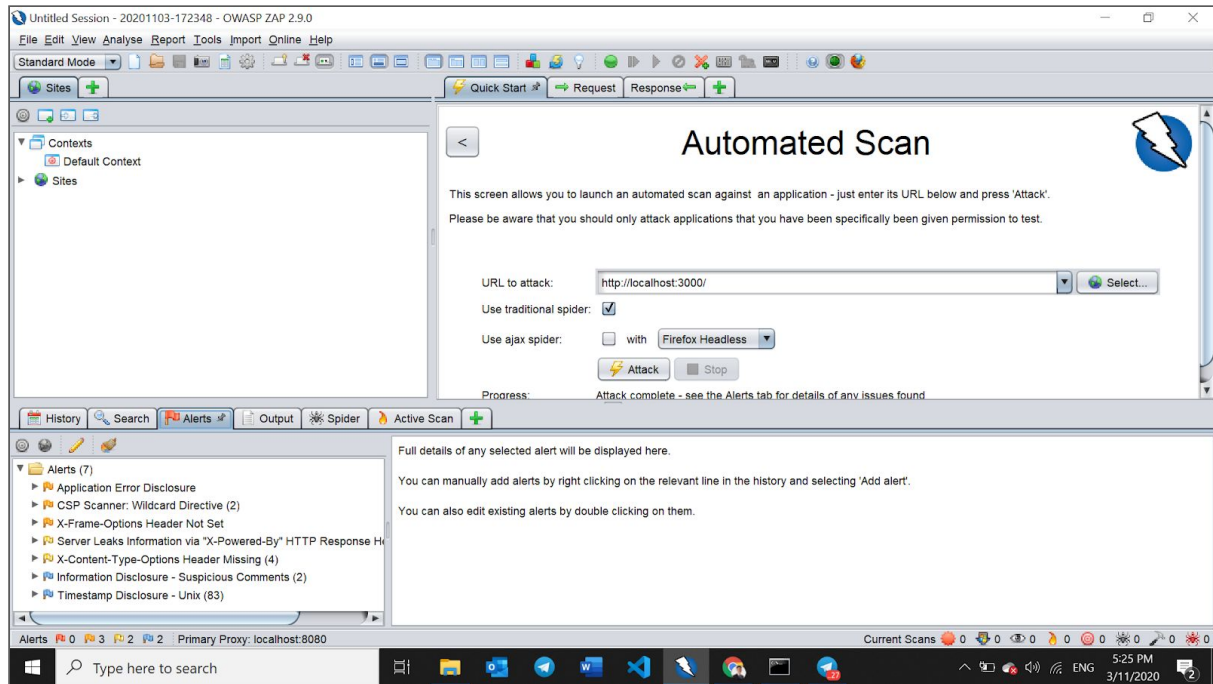 Untitled Session - 20201103-172348 - OWASP ZAP 2.9.0
File Edit View Analyse Report Tools Import Online Help
Standard Mode
Sites
Quick Start Request Response
Contexts
Default Context
Sites
<
Automated Scan
This screen allows you to launch an automated scan against an application - just enter its URL below and press 'Attack'.
Please be aware that you should only attack applications that you have been specifically been given permission to test.
URL to attack: http://localhost:3000/ Select...
Use traditional spider:
Use ajax spider: with Firefox Headless
Attack Stop
Progress: Attack complete - see the Alerts tab for details of any issues found
History Search Alerts Output Spider Active Scan
Alerts (7)
Application Error Disclosure
CSP Scanner: Wildcard Directive (2)
X-Frame-Options Header Not Set
Server Leaks Information via "X-Powered-By" HTTP Response He
X-Content-Type-Options Header Missing (4)
Information Disclosure - Suspicious Comments (2)
Timestamp Disclosure - Unix (83)
Full details of any selected alert will be displayed here.
You can manually add alerts by right clicking on the relevant line in the history and selecting 'Add alert'.
You can also edit existing alerts by double clicking on them.
Alerts 0 3 2 2 Primary Proxy: localhost:8080
Current Scans 0 0 0 0 0 0 0 0
Type here to search
27
ENG
5:25 PM
3/11/2020
2